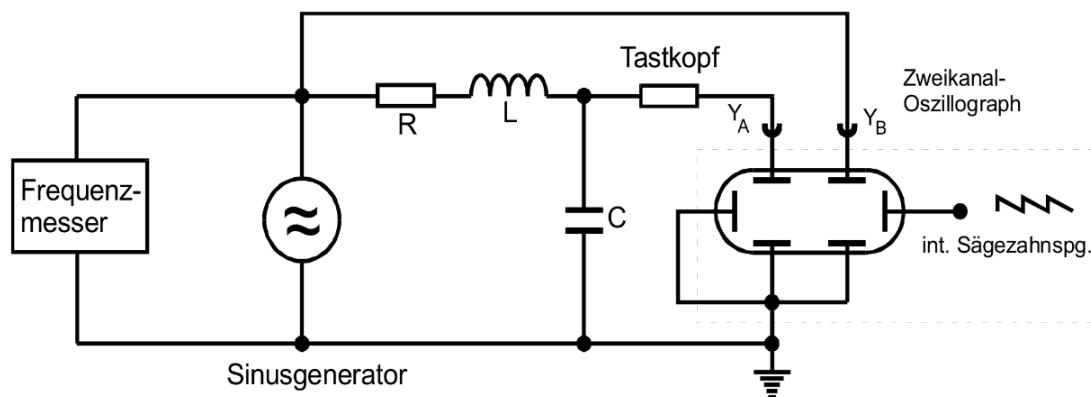 Tastkopf
Zweikanal-
Oszillograph
R
L
Y_A
Y_B
Frequenz-
messer
≈
C
int. Sägezahnspg.
Sinusgenerator